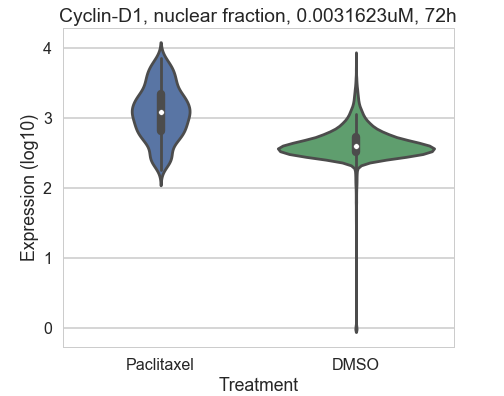 Cyclin-D1, nuclear fraction, 0.0031623uM, 72h
4
3
2
1
0
Expression (log10)
Paclitaxel
DMSO
Treatment